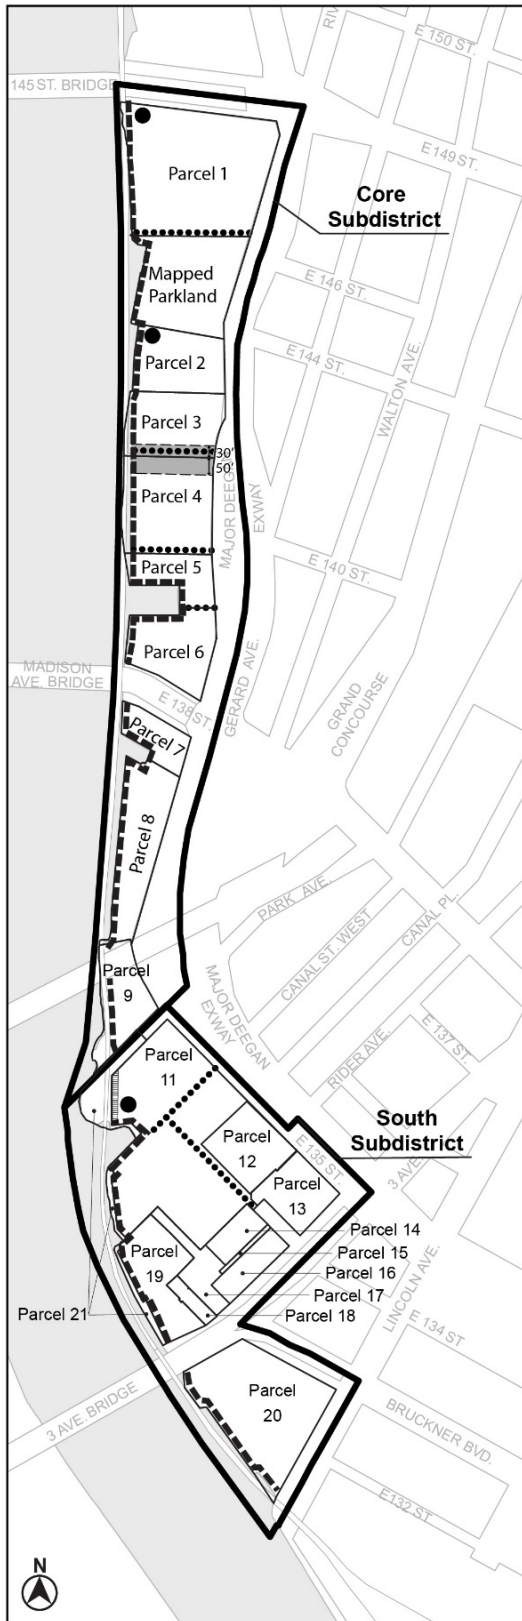 E 150 ST.
RIV
145 ST. BRIDGE
E 149 ST.
Parcel 1
Core
Subdistrict
Mapped
Parkland
E 146 ST.
E 144 ST.
Parcel 2
WALTON AVE.
Parcel 3
30'
50'
Parcel 4
MAJOR DEEGAN
EXWAY
E 140 ST.
Parcel 5
Parcel 6
MADISON
AVE. BRIDGE
E 138 ST.
GERARD AVE.
GRAND
CONCOURSE
Parcel 7
Parcel 8
PARK AVE.
CANAL PL.
CANAL ST. WEST
Parcel
9
MAJOR DEEGAN
EXWAY
E 137 ST.
RIDER AVE.
Parcel
11
South
Subdistrict
Parcel
12
E 135 ST.
3 AVE.
Parcel
13
Parcel 14
Parcel
19
Parcel 15
Parcel 16
Parcel 17
Parcel 21
Parcel 18
LINCOLN AVE.
E 134 ST
Parcel
20
3 AVE. BRIDGE
BRUCKNER BVD.
E132 ST.
N